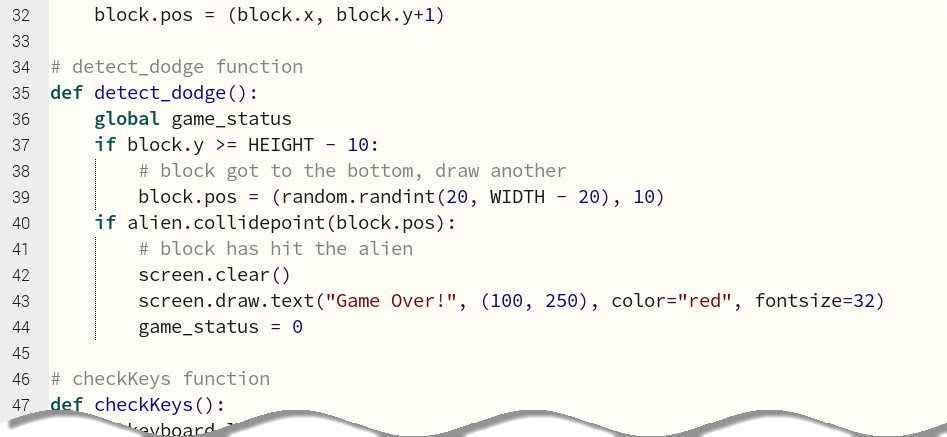 32     block.pos = (block.x, block.y+1)
33
34 # detect_dodge function
35 def detect_dodge():
36     global game_status
37     if block.y >= HEIGHT - 10:
38         # block got to the bottom, draw another
39         block.pos = (random.randint(20, WIDTH - 20), 10)
40     if alien.collidepoint(block.pos):
41         # block has hit the alien
42         screen.clear()
43         screen.draw.text("Game Over!", (100, 250), color="red", fontsize=32)
44         game_status = 0
45
46 # checkKeys function
47 def checkKeys():